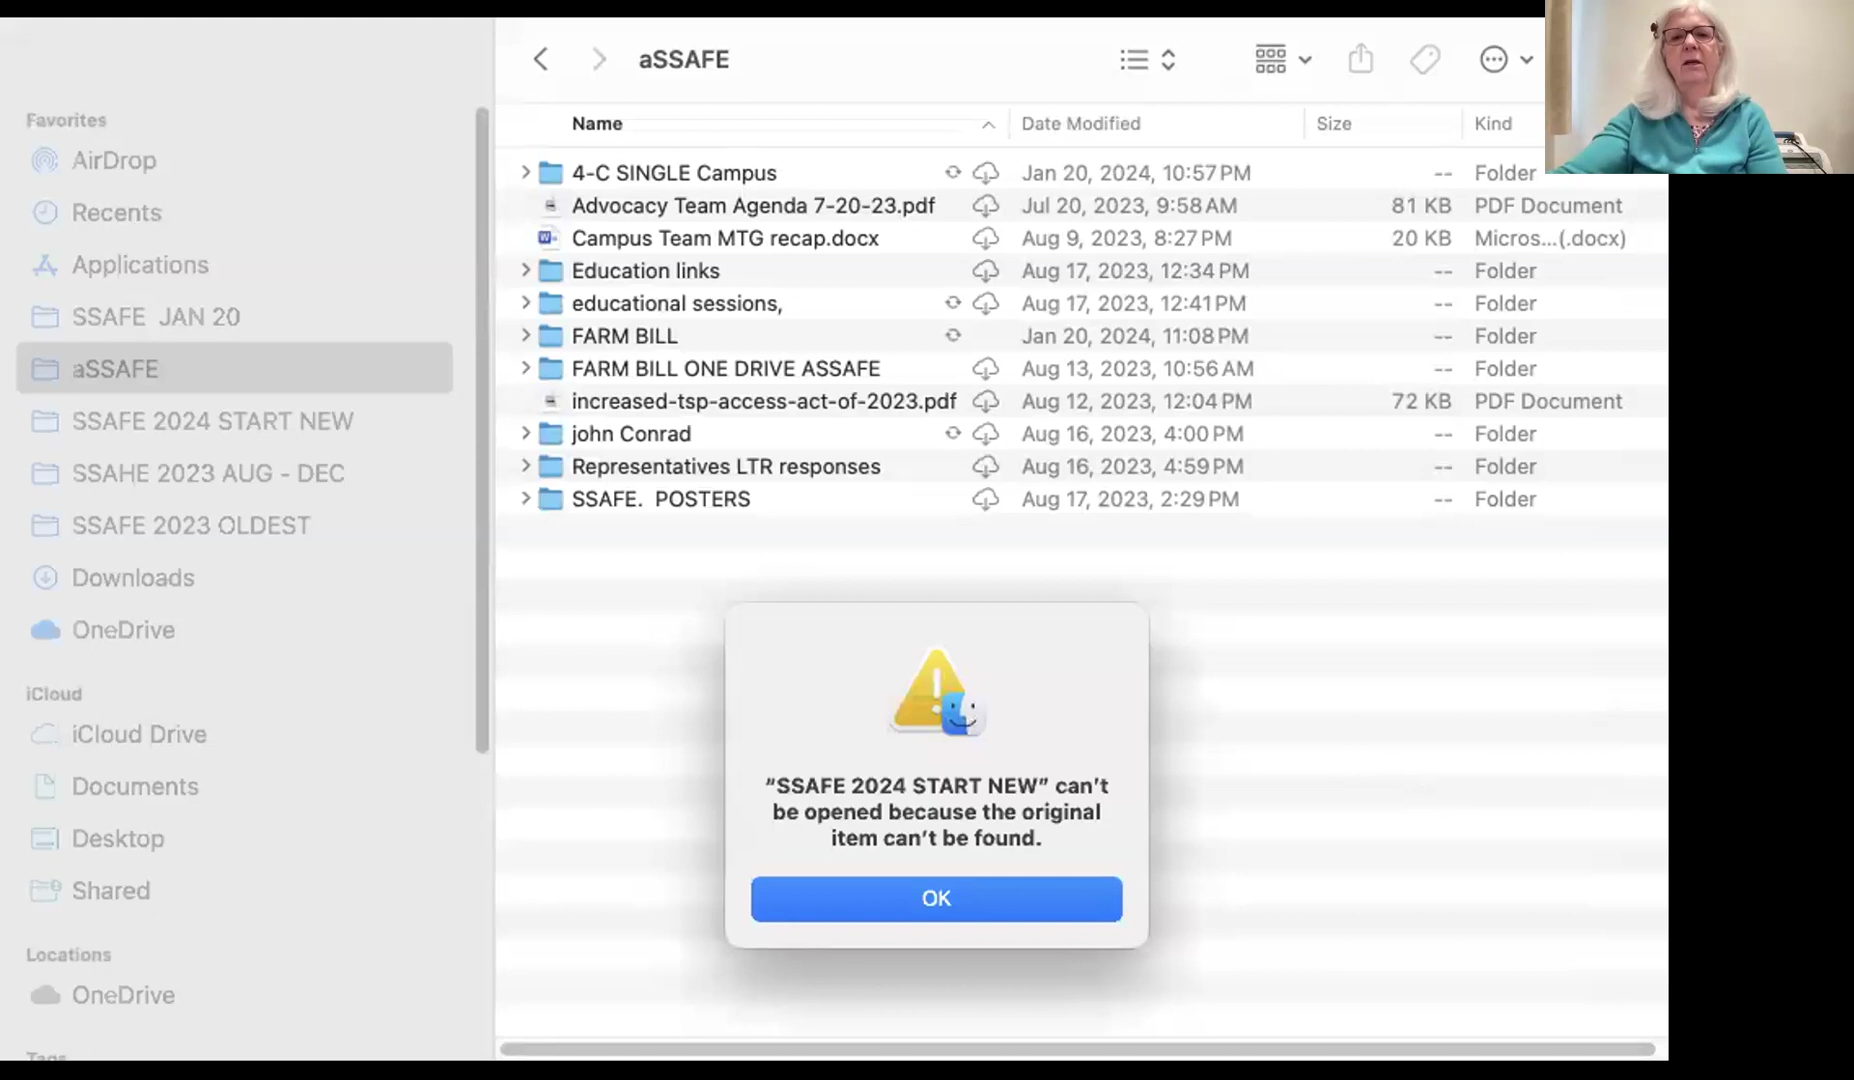 aSSAFE
Favorites
AirDrop
Recents
Applications
SSAFE JAN 20
aSSAFE
SSAFE 2024 START NEW
SSAHE 2023 AUG - DEC
SSAFE 2023 OLDEST
Downloads
OneDrive
iCloud
iCloud Drive
Documents
Desktop
Shared
Locations
OneDrive
Tags
Name Date Modified Size Kind
4-C SINGLE Campus Jan 20, 2024, 10:57 PM -- Folder
Advocacy Team Agenda 7-20-23.pdf Jul 20, 2023, 9:58 AM 81 KB PDF Document
Campus Team MTG recap.docx Aug 9, 2023, 8:27 PM 20 KB Micros...(.docx)
Education links Aug 17, 2023, 12:34 PM -- Folder
educational sessions, Aug 17, 2023, 12:41 PM -- Folder
FARM BILL Jan 20, 2024, 11:08 PM -- Folder
FARM BILL ONE DRIVE ASSAFE Aug 13, 2023, 10:56 AM -- Folder
increased-tsp-access-act-of-2023.pdf Aug 12, 2023, 12:04 PM 72 KB PDF Document
john Conrad Aug 16, 2023, 4:00 PM -- Folder
Representatives LTR responses Aug 16, 2023, 4:59 PM -- Folder
SSAFE. POSTERS Aug 17, 2023, 2:29 PM -- Folder
“SSAFE 2024 START NEW” can’t
be opened because the original
item can’t be found.
OK